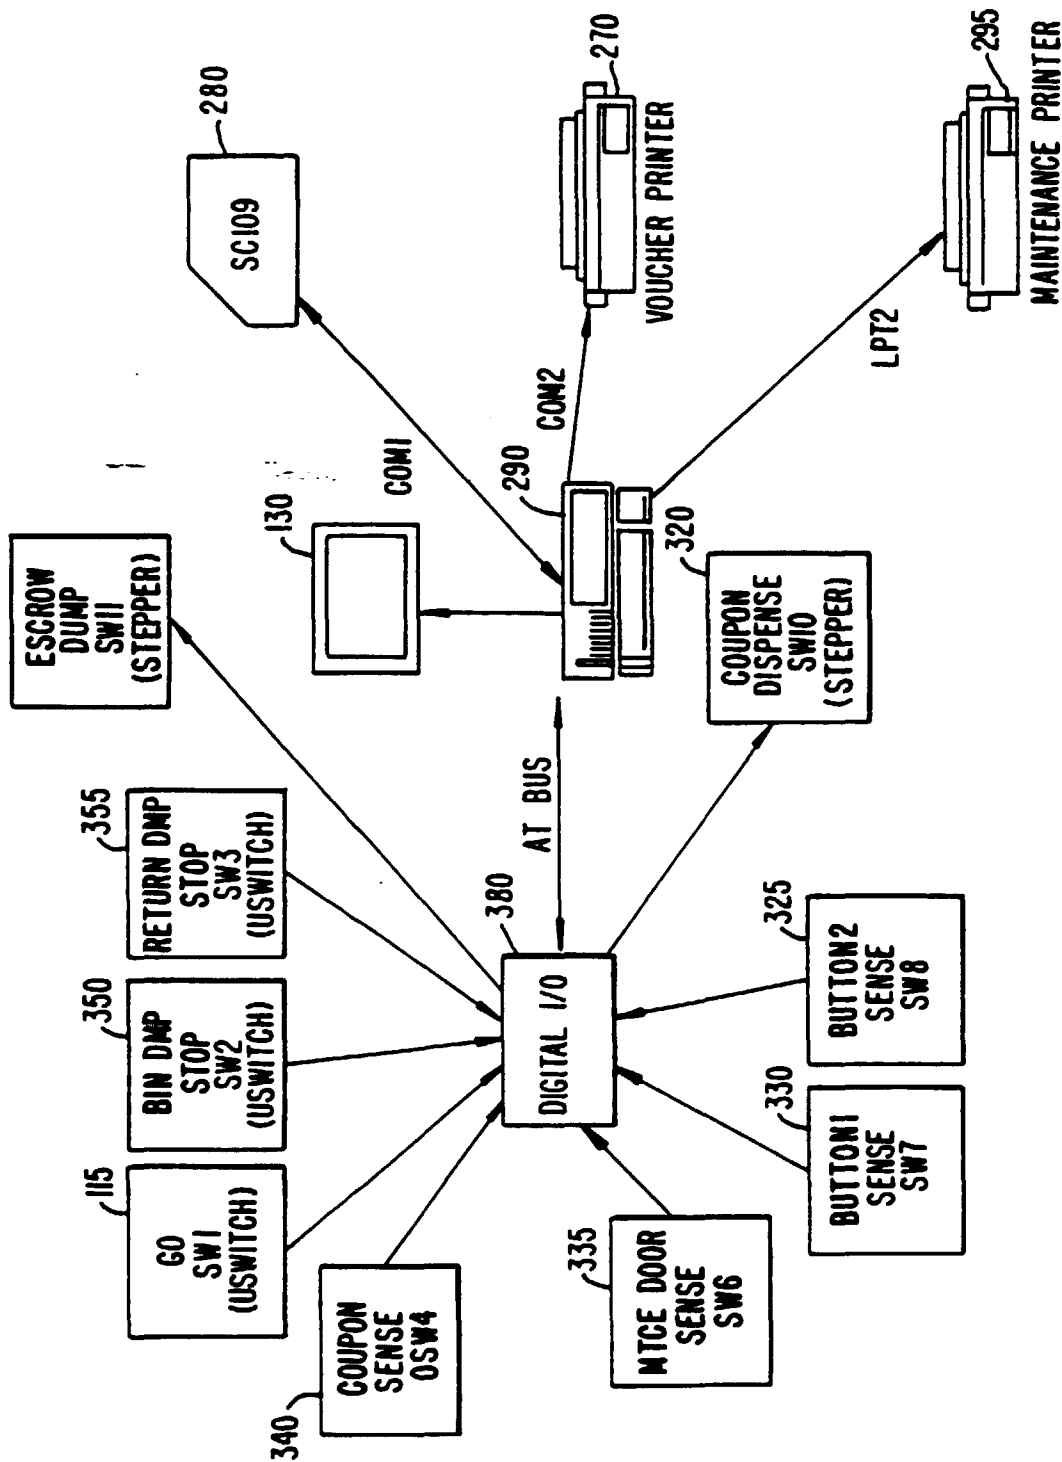 GO
SW1
(USWITCH)
115
BIN DMP
STOP
SW2
(USWITCH)
350
RETURN DMP
STOP
SW3
(USWITCH)
355
ESCROW
DUMP
SW11
(STEPPER)
COUPON
SENSE
OSW4
340
MTCE DOOR
SENSE
SW6
335
BUTTON1
SENSE
SW7
330
BUTTON2
SENSE
SW8
325
DIGITAL I/O
380
AT BUS
130
290
COUPON
DISPENSE
SW10
(STEPPER)
320
COM1
COM2
LPT2
SC109
280
270
VOUCHER PRINTER
295
MAINTENANCE PRINTER